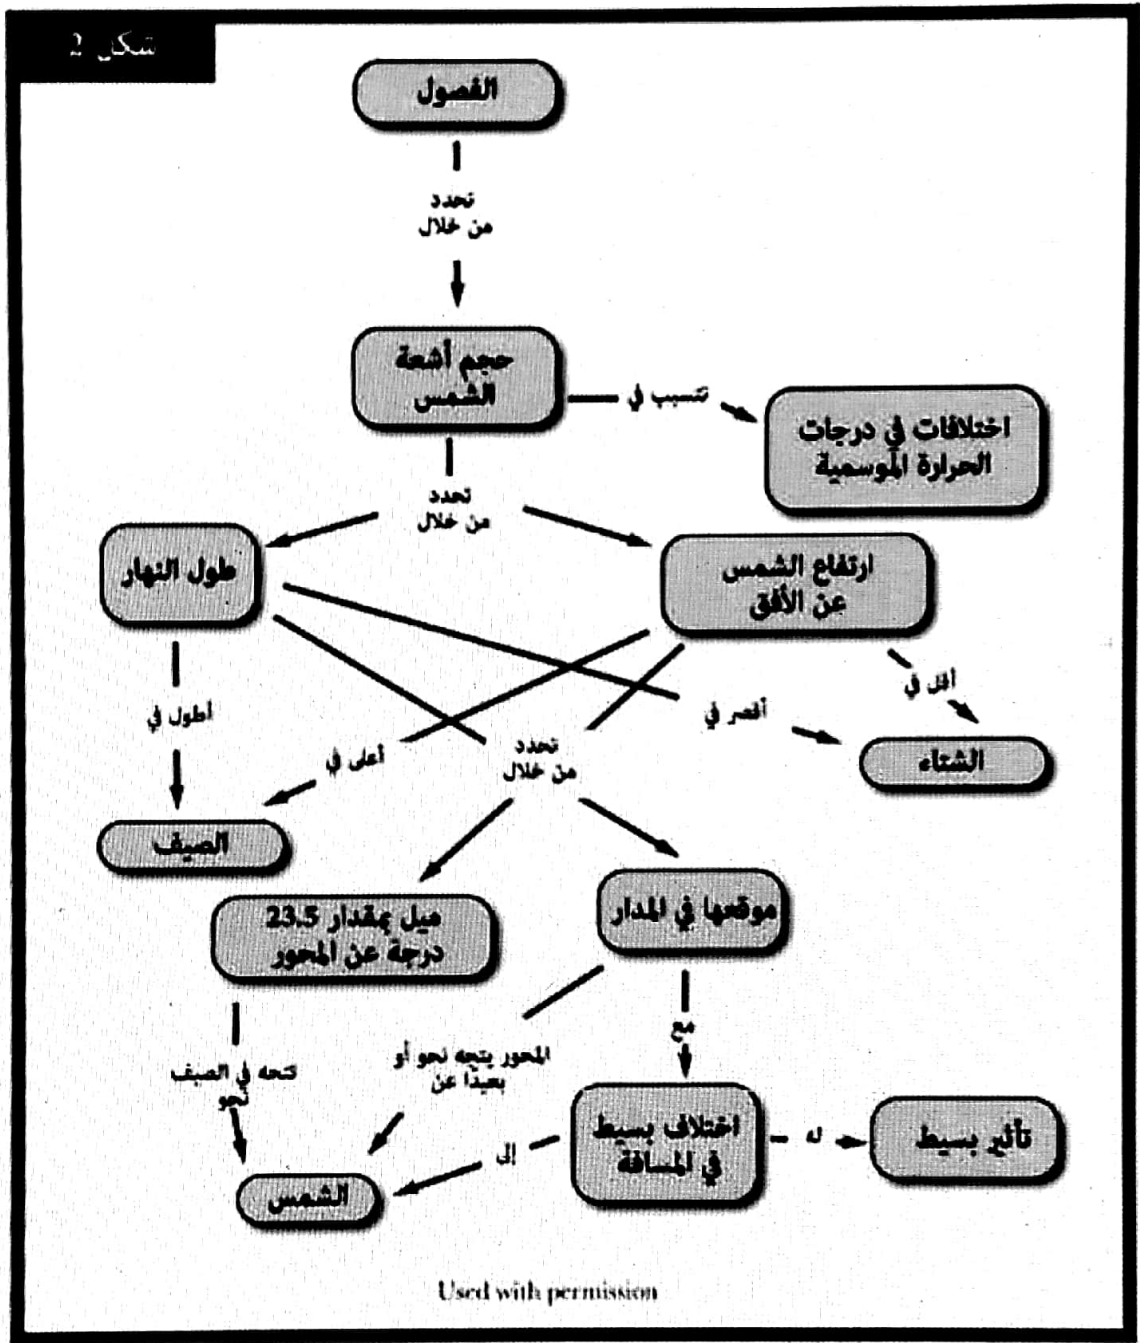 شكل 2
الفصول
تحدد
من خلال
حجم أشعة
الشمس
تتسبب في
اختلافات في درجات
الحرارة الموسمية
تحدد
من خلال
طول النهار
ارتفاع الشمس
عن الأفق
أطول في
أعلى في
تحدد
من خلال
أقصر في
أقل في
الشتاء
الصيف
ميل بمقدار 23.5
درجة عن المحور
موقعها في المدار
تتجه في الصيف
نحو
المحور يتجه نحو أو
بعيدًا عن
مع
اختلاف بسيط
في المسافة
له
تأثير بسيط
إلى
الشمس
Used with permission